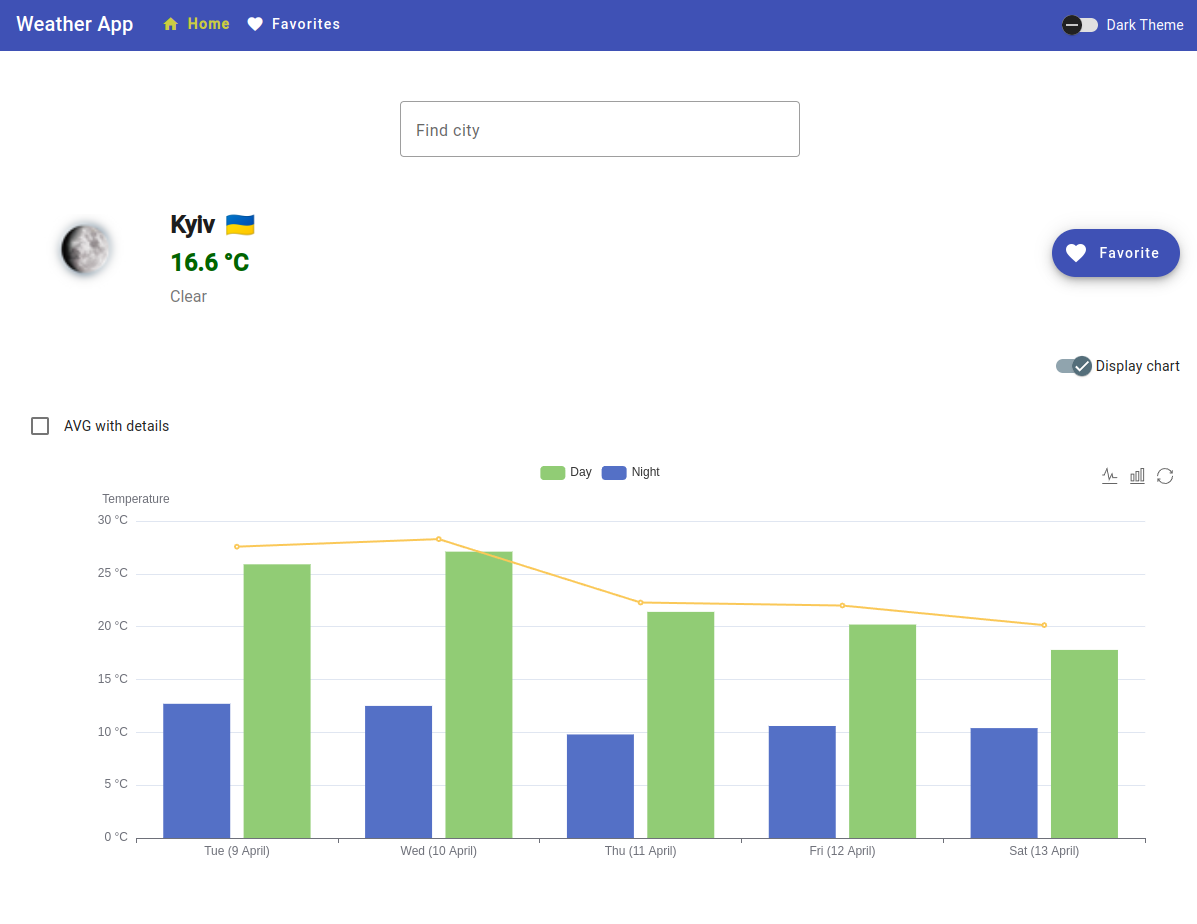 Weather App Home Favorites Dark Theme
Find city
Kyiv
16.6 °C
Clear
Favorite
Display chart
AVG with details
Day Night
Temperature
30 °C
25 °C
20 °C
15 °C
10 °C
5 °C
0 °C
Tue (9 April) Wed (10 April) Thu (11 April) Fri (12 April) Sat (13 April)